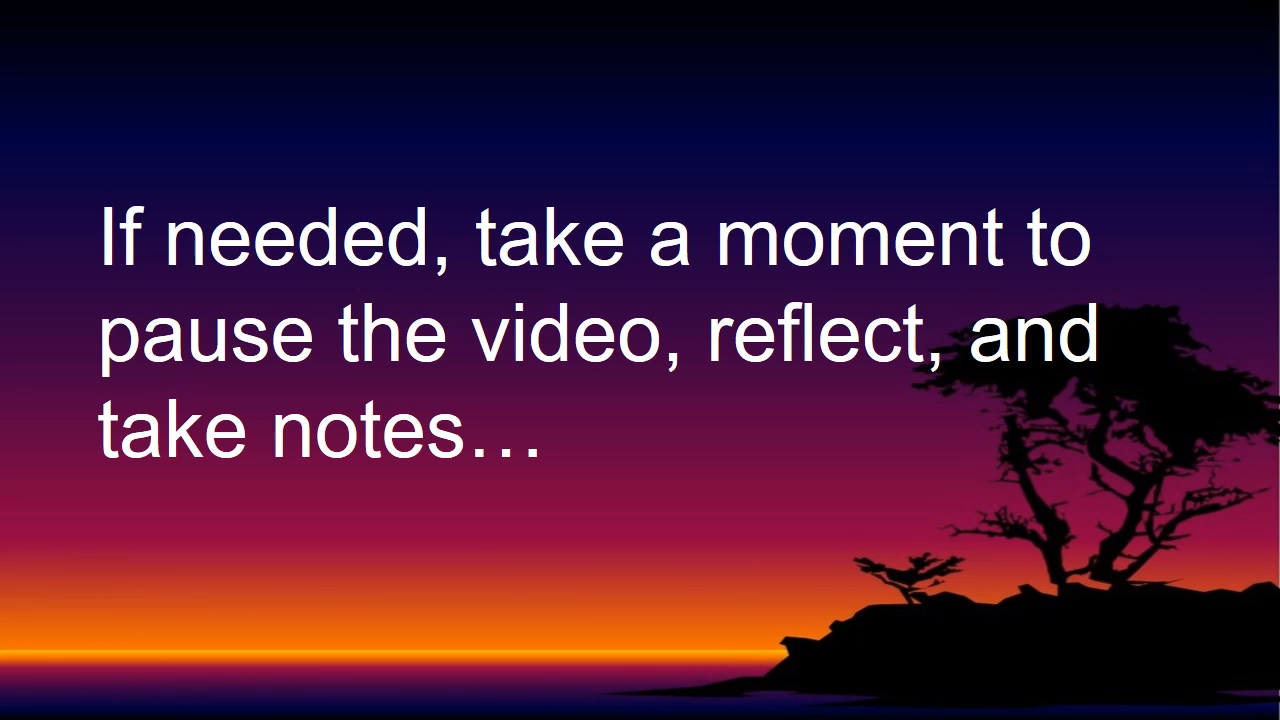 If needed, take a moment to
pause the video, reflect, and
take notes…